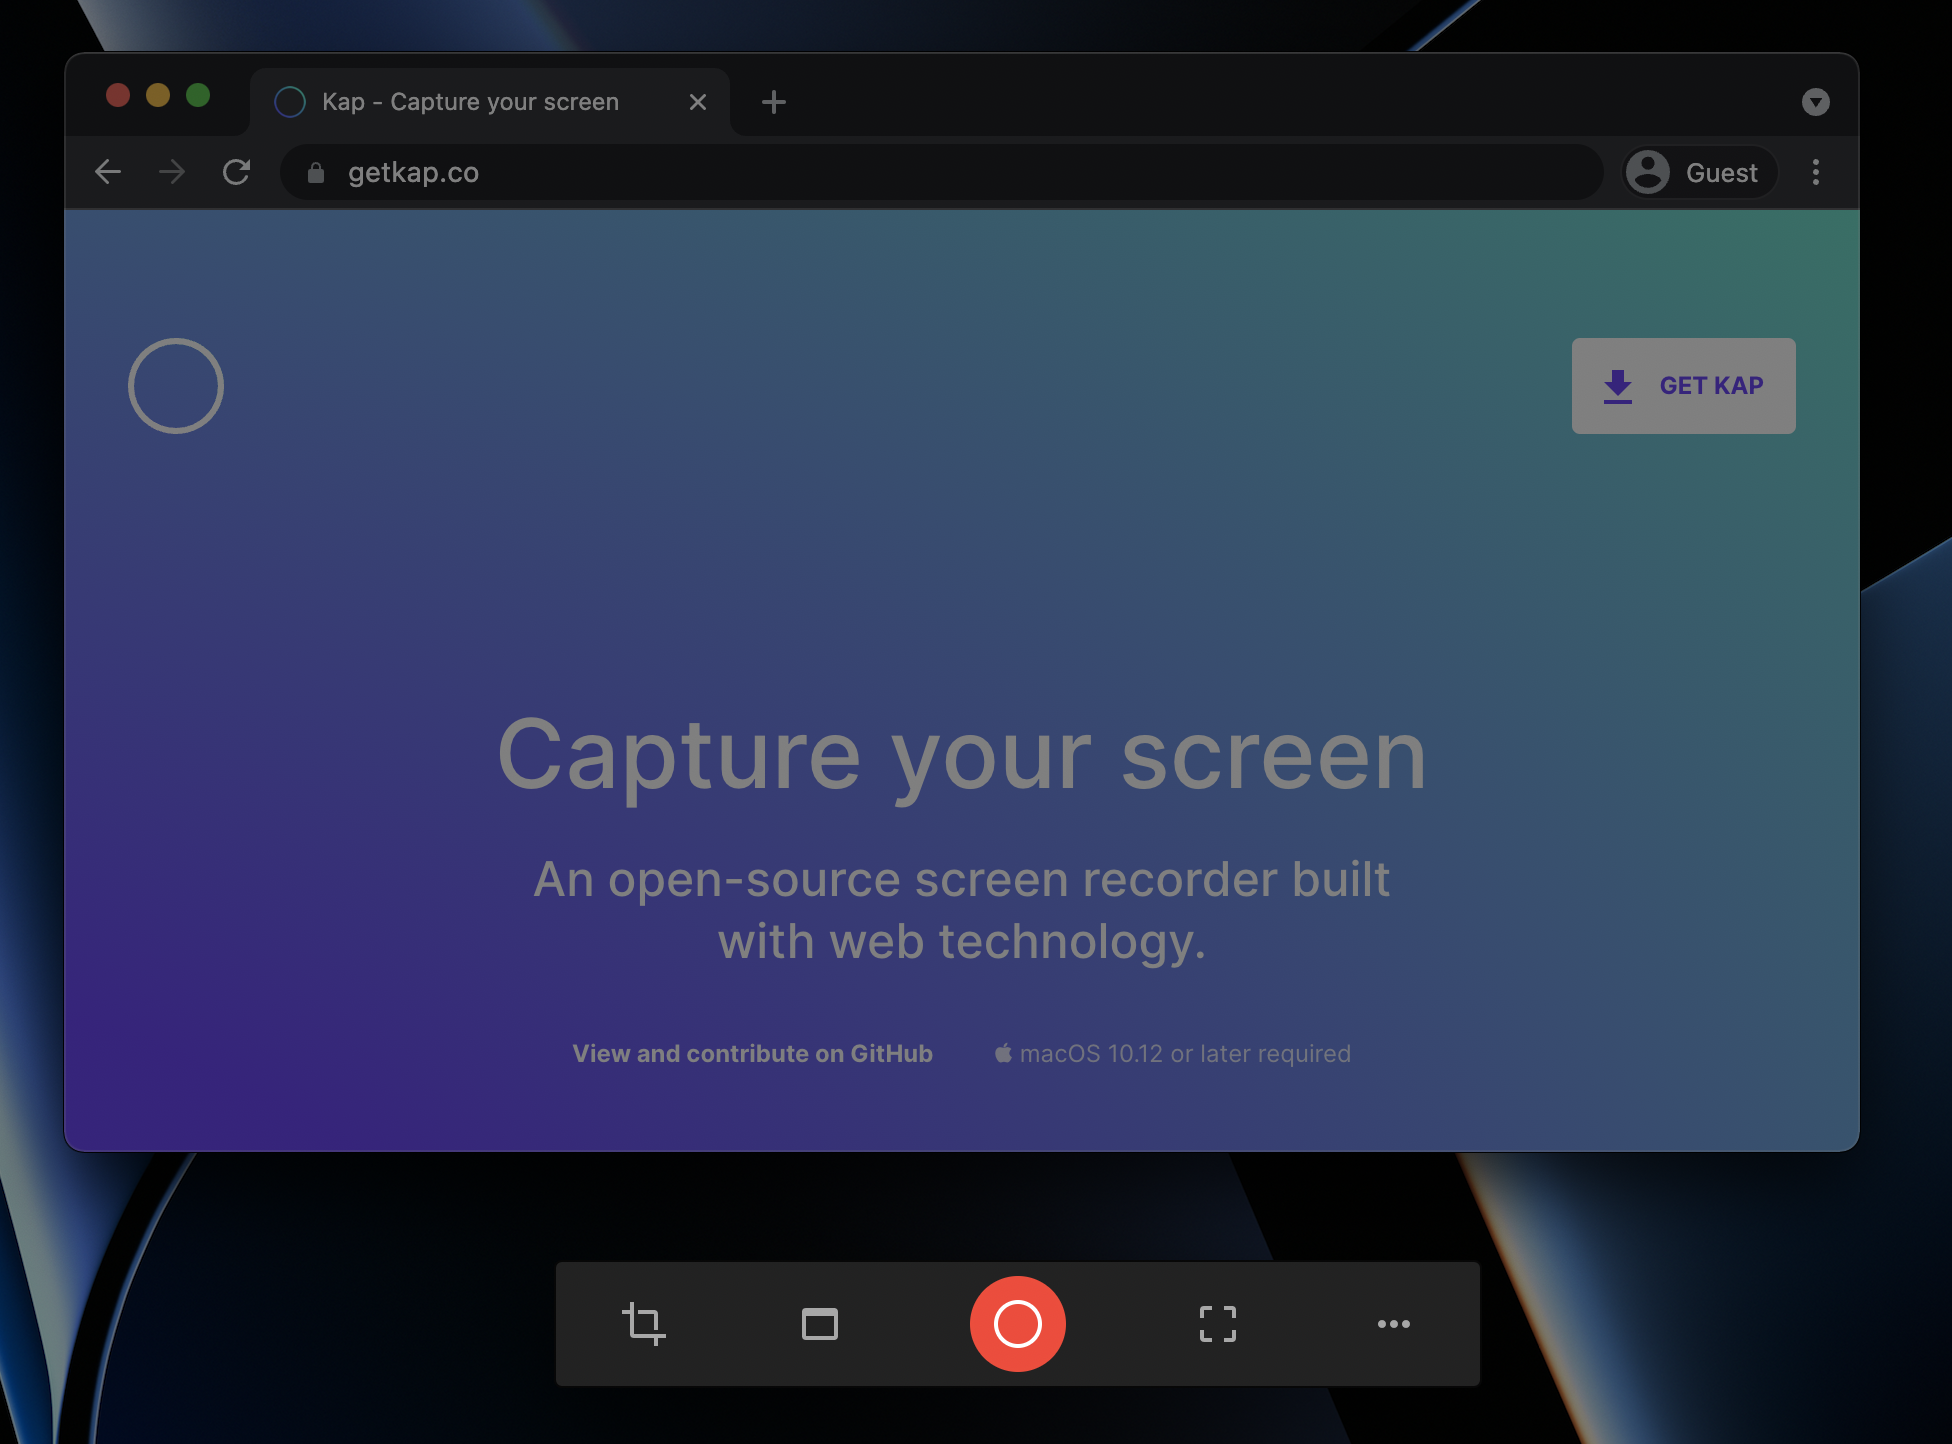 Kap - Capture your screen
getkap.co
Guest
GET KAP
Capture your screen
An open-source screen recorder built
with web technology.
View and contribute on GitHub
macOS 10.12 or later required